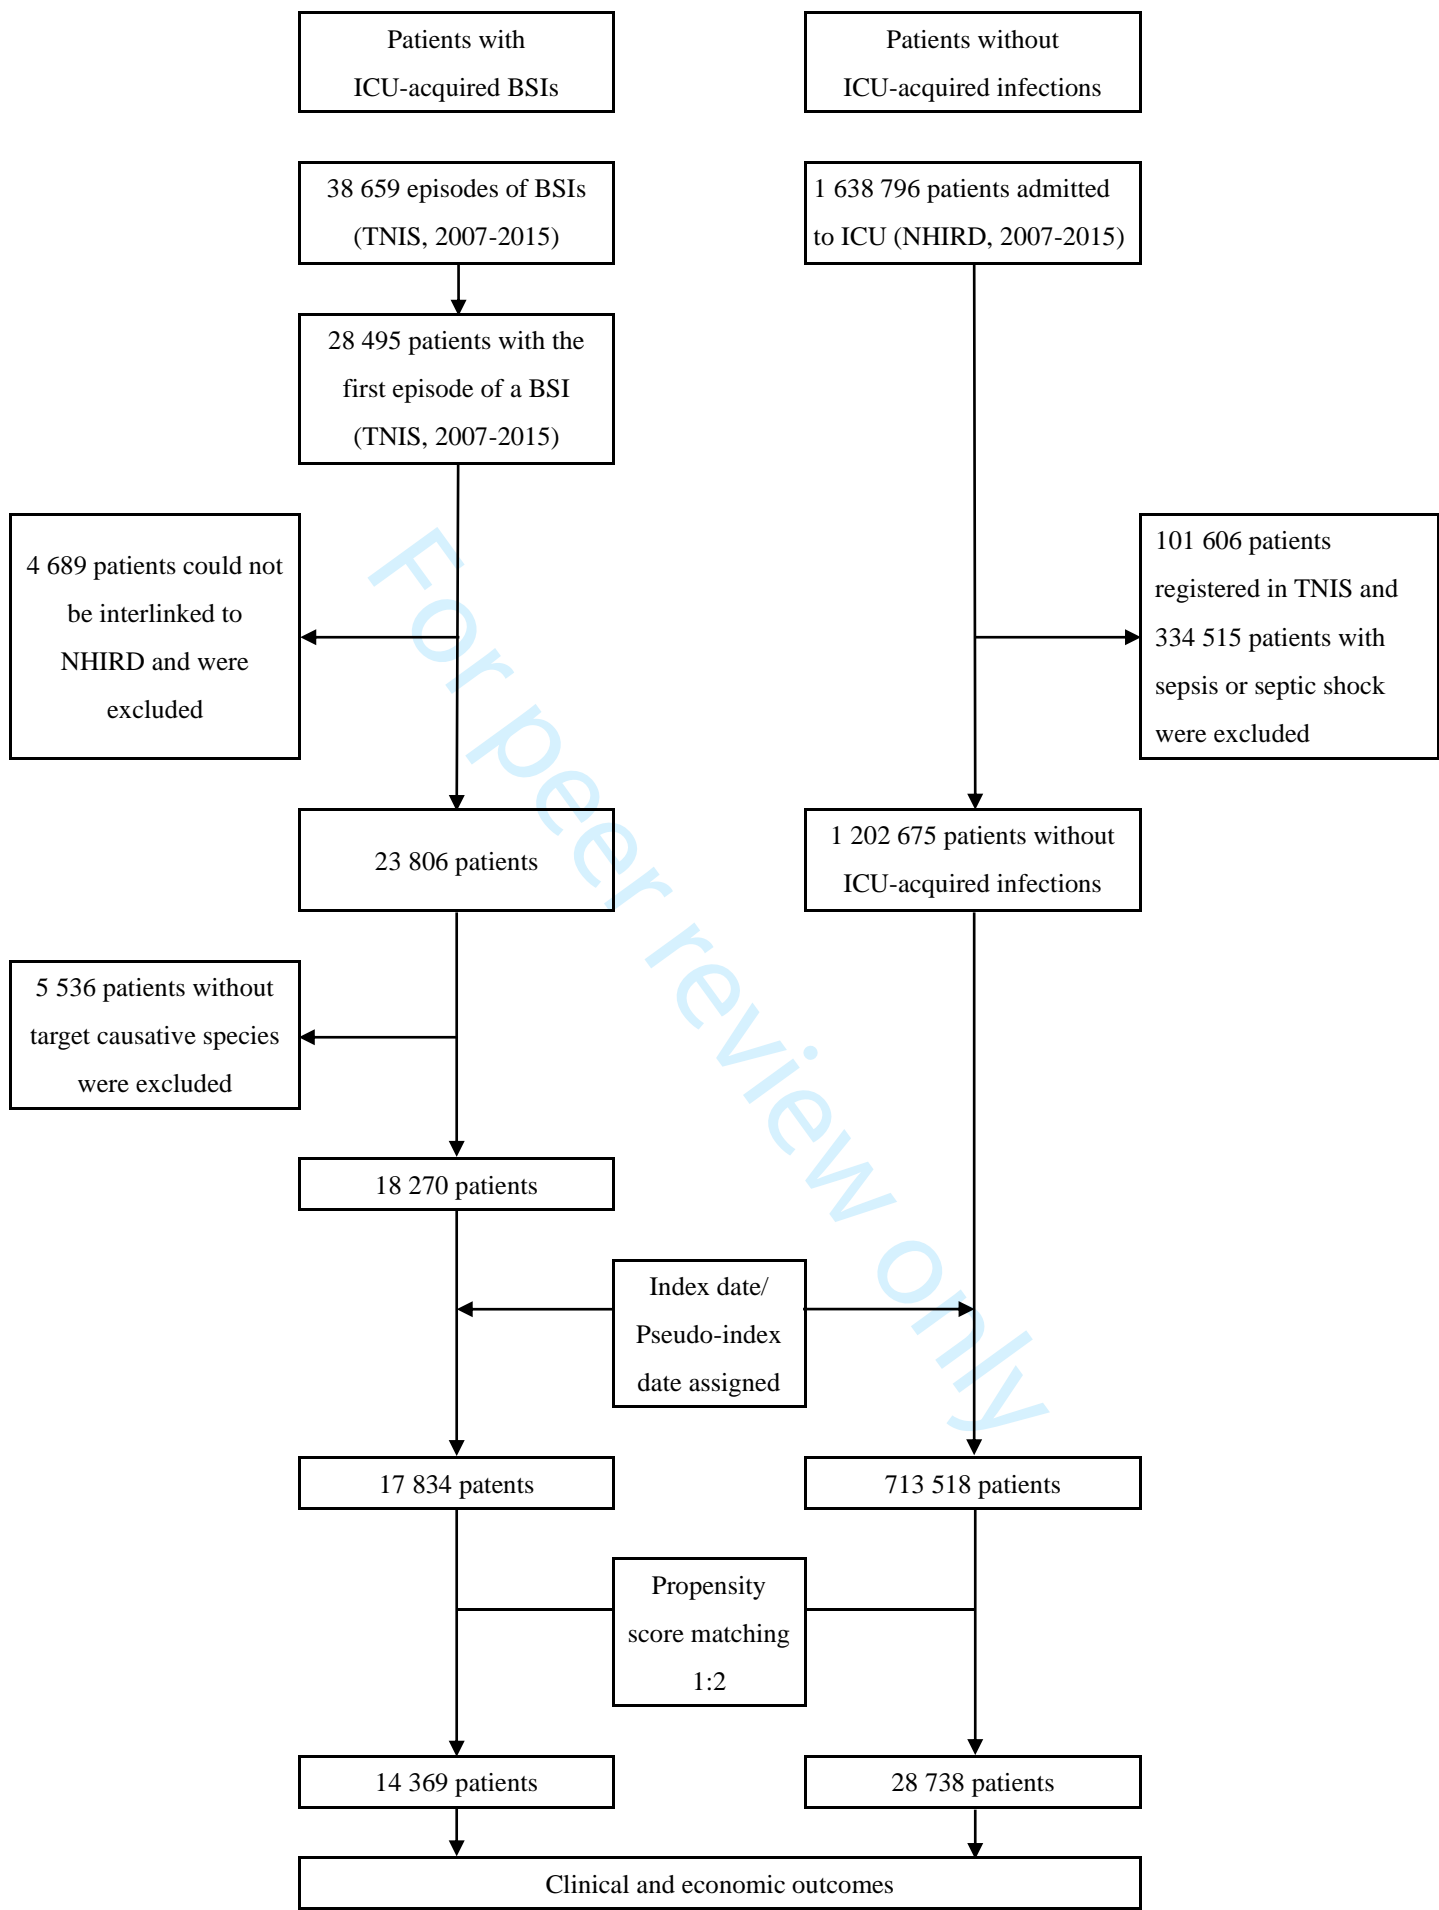 Patients with
ICU-acquired BSIs
Patients without
ICU-acquired infections
38 659 episodes of BSIs
(TNIS, 2007-2015)
1 638 796 patients admitted
to ICU (NHIRD, 2007-2015)
28 495 patients with the
first episode of a BSI
(TNIS, 2007-2015)
4 689 patients could not
be interlinked to
NHIRD and were
excluded
101 606 patients
registered in TNIS and
334 515 patients with
sepsis or septic shock
were excluded
23 806 patients
1 202 675 patients without
ICU-acquired infections
5 536 patients without
target causative species
were excluded
18 270 patients
Index date/
Pseudo-index
date assigned
17 834 patents
713 518 patients
Propensity
score matching
1:2
14 369 patients
28 738 patients
Clinical and economic outcomes
For peer review only